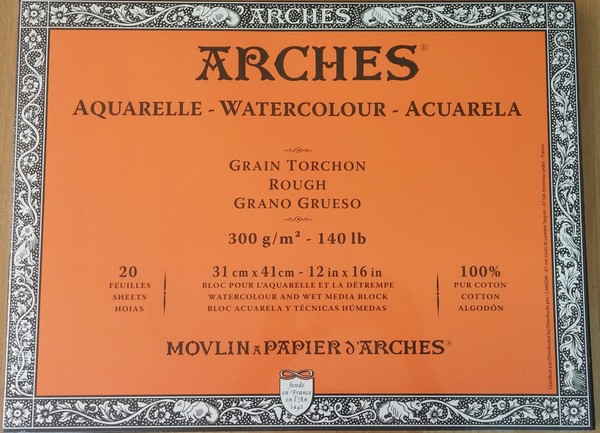 ARCHES
ARCHES®
AQUARELLE - WATERCOLOUR - ACUARELA
GRAIN TORCHON
ROUGH
GRANO GRUESO
300 g/m² - 140 lb
20
FEUILLES
SHEETS
HOJAS
31 cm x 41cm - 12 in x 16 in
BLOC POUR L'AQUARELLE ET LA DÉTREMPE
WATERCOLOUR AND WET MEDIA BLOCK
BLOC ACUARELA Y TÉCNICAS HÚMEDAS
100%
PUR COTON
COTTON
ALGODÓN
MOVLIN A PAPIER d'ARCHES®
fondé
en France
en l'An
1492
ARCHES